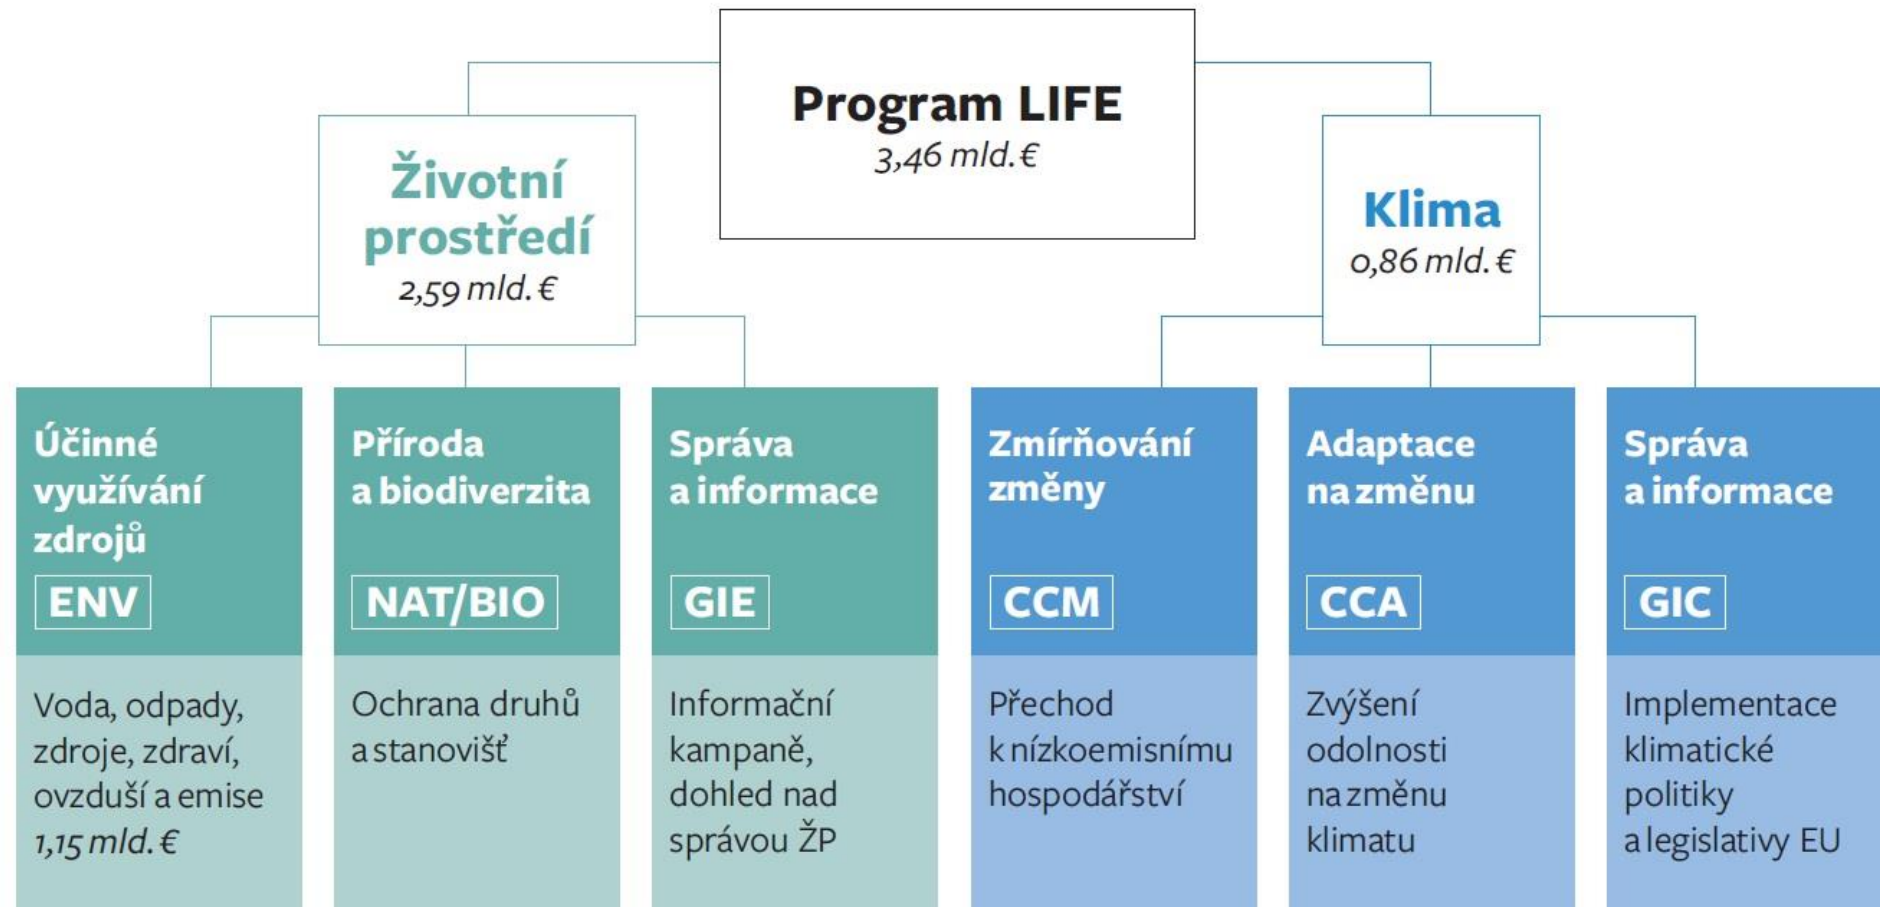 Program LIFE
3,46 mld. €
Životní
prostředí
2,59 mld. €
Klima
0,86 mld. €
Účinné
využívání
zdrojů
ENV
Voda, odpady,
zdroje, zdraví,
ovzduší a emise
1,15 mld. €
Příroda
a biodiverzita
NAT/BIO
Ochrana druhů
a stanovišť
Správa
a informace
GIE
Informační
kampaně,
dohled nad
správou ŽP
Zmírňování
změny
CCM
Přechod
k nízkoemisnímu
hospodářství
Adaptace
na změnu
CCA
Zvýšení
odolnosti
na změnu
klimatu
Správa
a informace
GIC
Implementace
klimatické
politiky
a legislativy EU